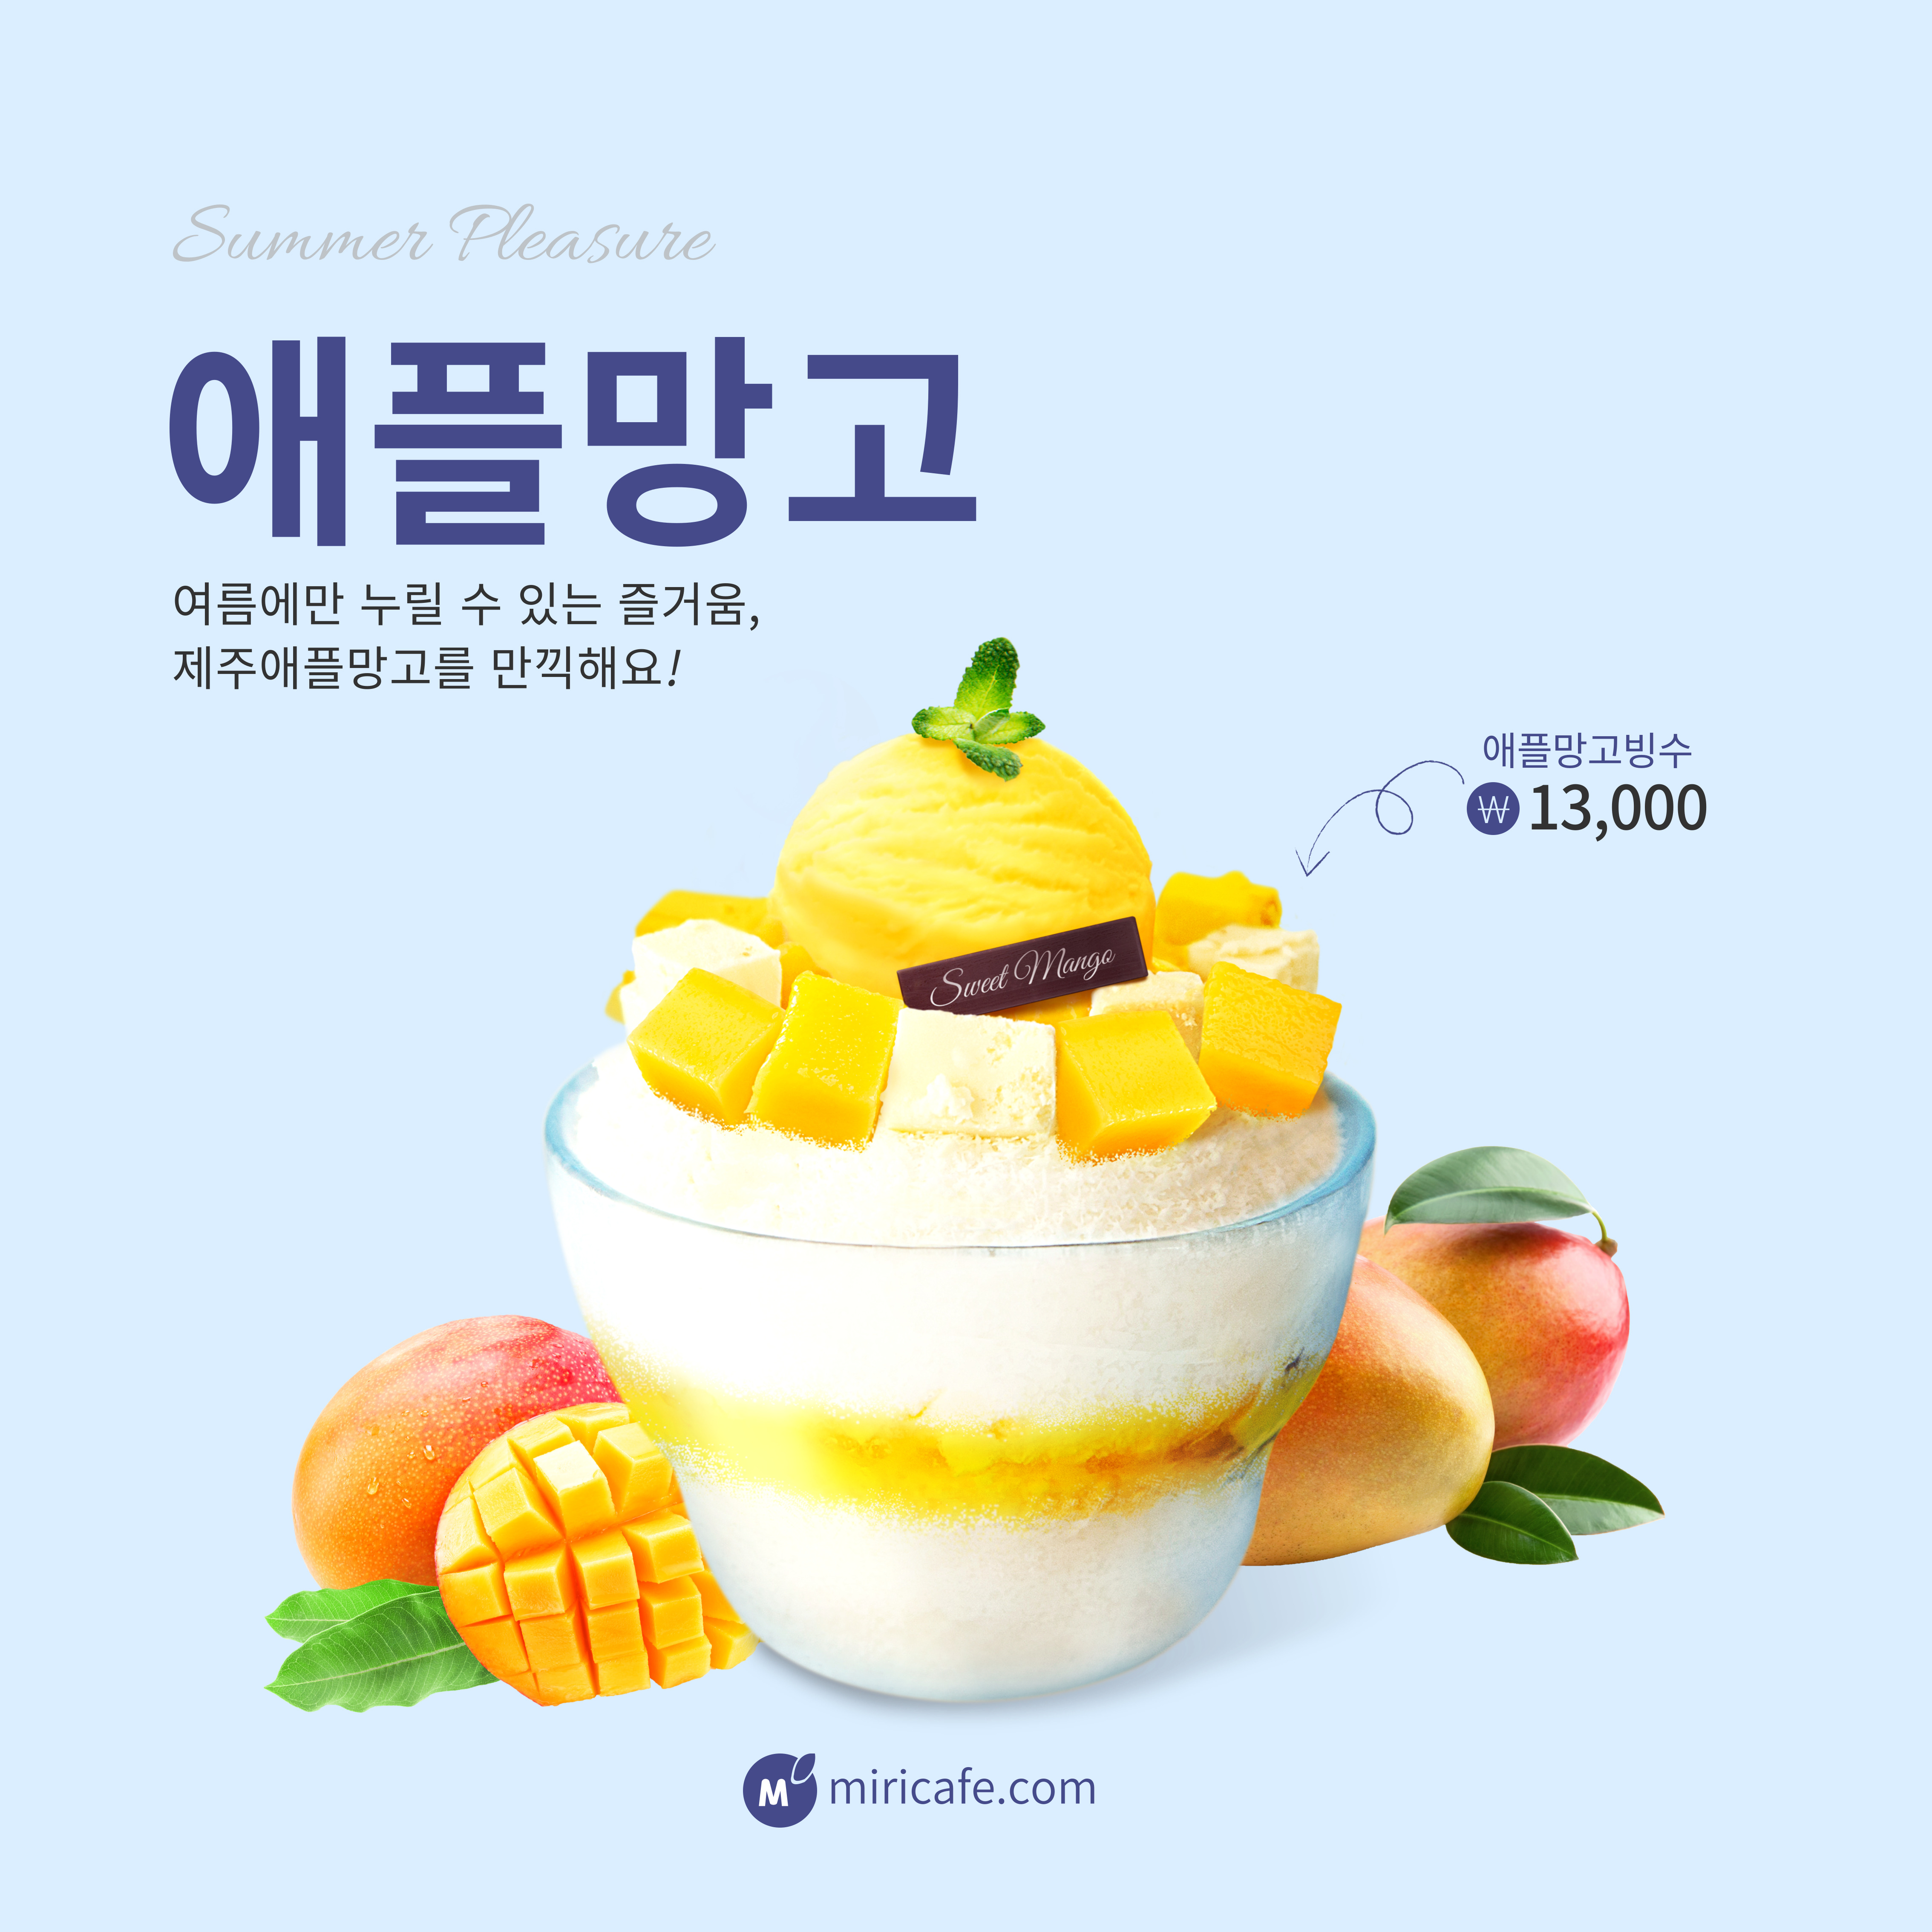 Summer Pleasure
애플망고
여름에만 누릴 수 있는 즐거움,
제주애플망고를 만끽해요!
애플망고빙수
₩ 13,000
Sweet Mango
M miricafe.com